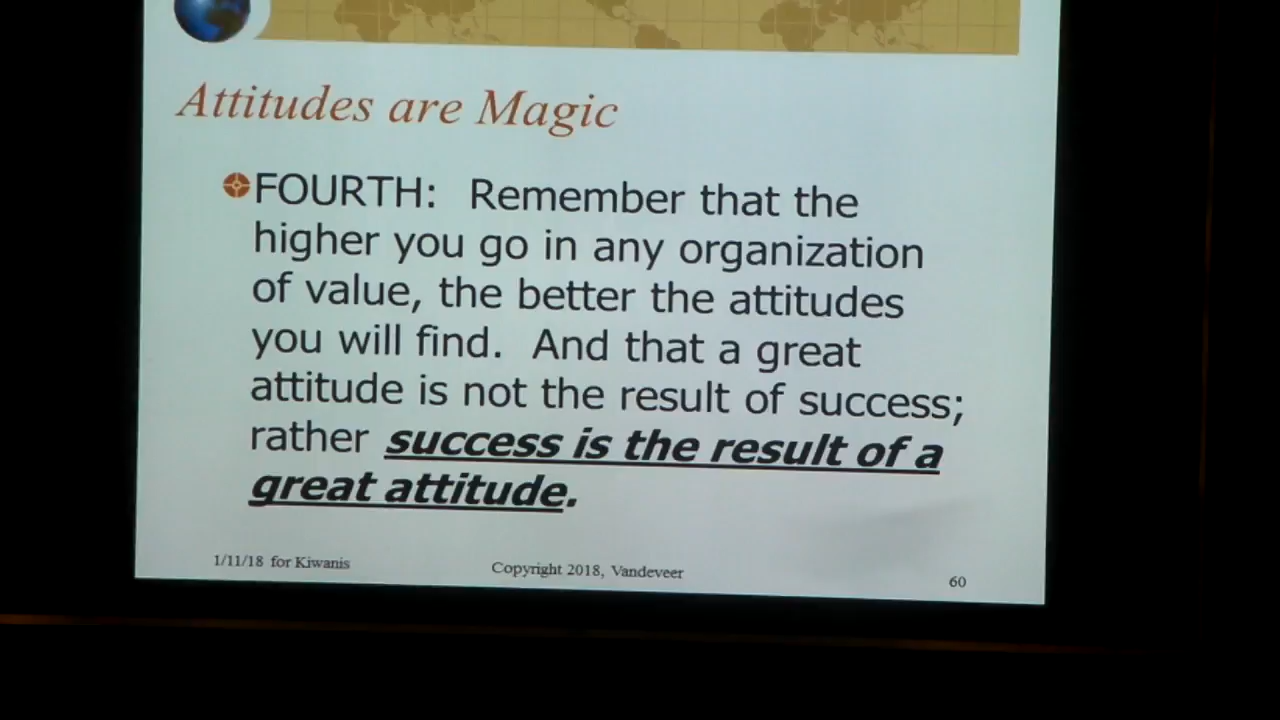 Attitudes are Magic
FOURTH: Remember that the
higher you go in any organization
of value, the better the attitudes
you will find. And that a great
attitude is not the result of success;
rather success is the result of a
great attitude.
1/11/18 for Kiwanis
Copyright 2018, Vandeveer
60